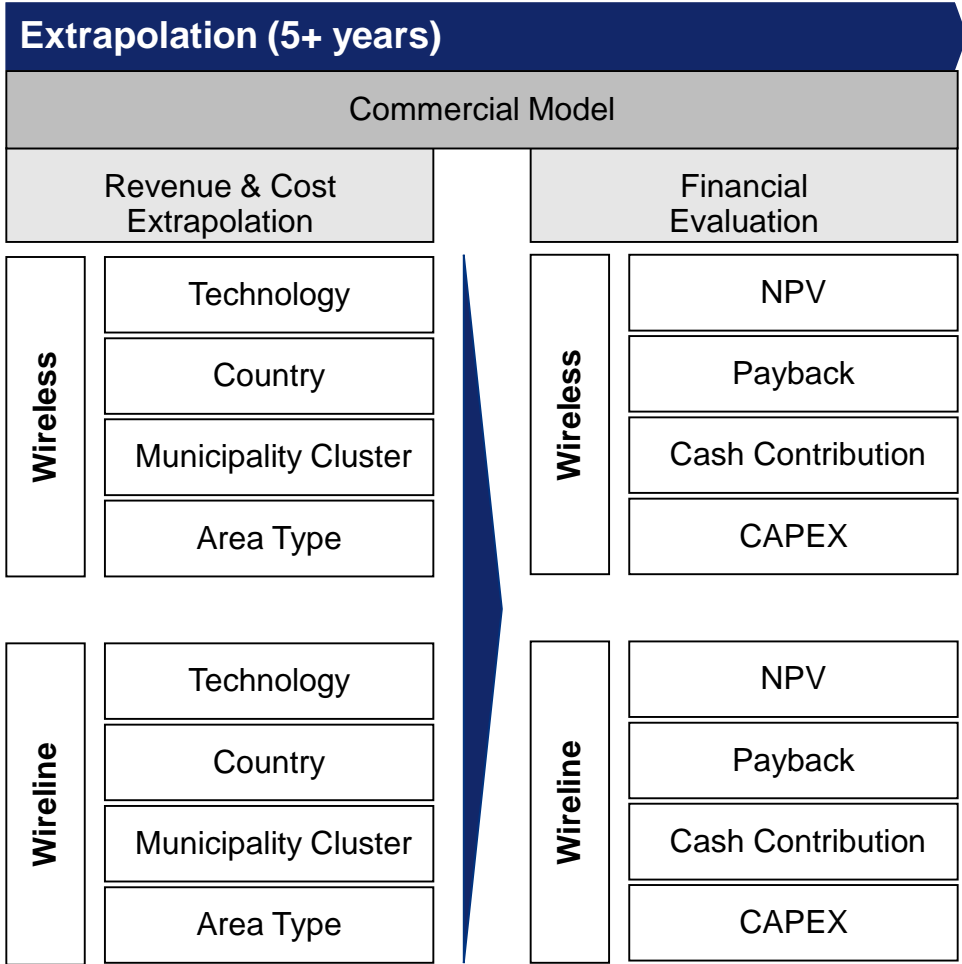 Extrapolation (5+ years)
Commercial Model
Revenue & Cost
Extrapolation
Wireless
Technology
Country
Municipality Cluster
Area Type
Wireline
Technology
Country
Municipality Cluster
Area Type
Financial
Evaluation
Wireless
NPV
Payback
Cash Contribution
CAPEX
Wireline
NPV
Payback
Cash Contribution
CAPEX